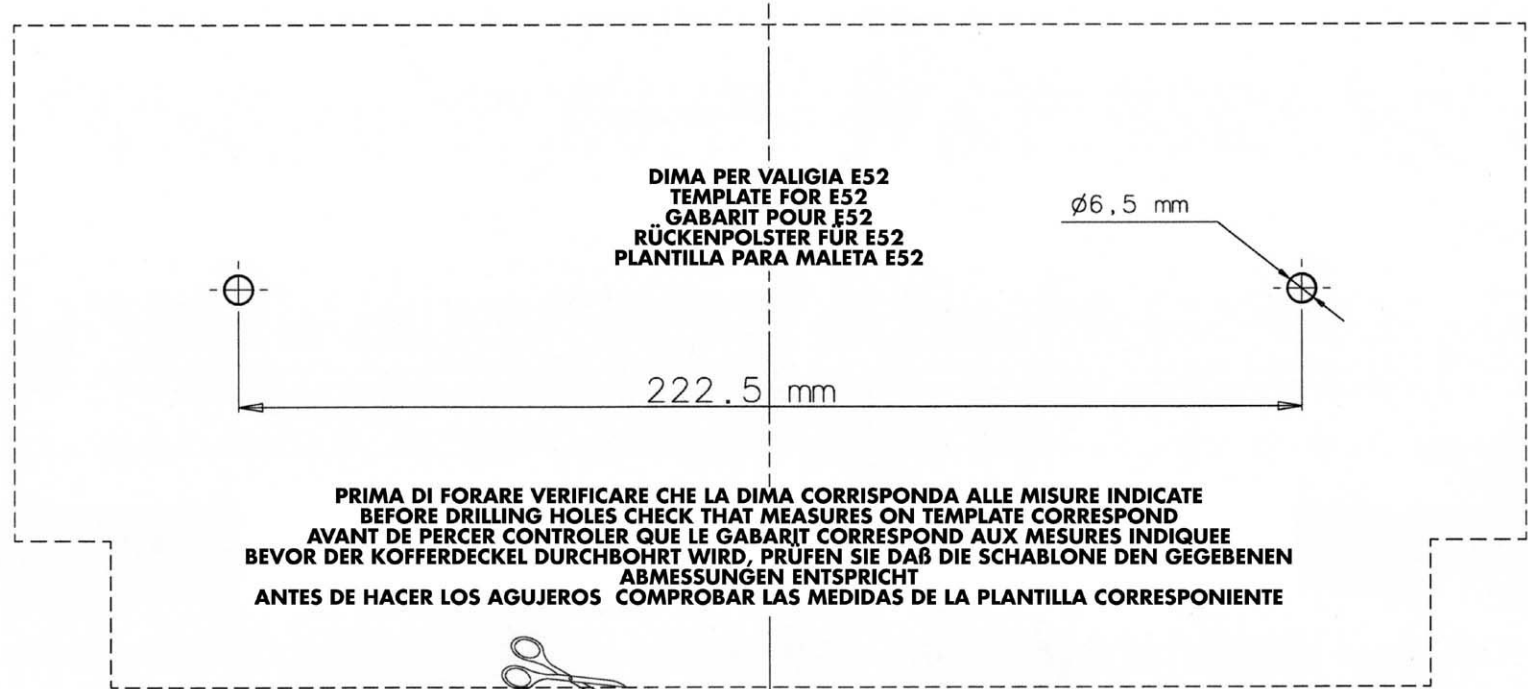 DIMA PER VALIGIA E52
TEMPLATE FOR E52
GABARIT POUR E52
RÜCKENPOLSTER FÜR E52
PLANTILLA PARA MALETA E52
Ø6,5 mm
222.5 mm
PRIMA DI FORARE VERIFICARE CHE LA DIMA CORRISPONDA ALLE MISURE INDICATE
BEFORE DRILLING HOLES CHECK THAT MEASURES ON TEMPLATE CORRESPOND
AVANT DE PERCER CONTROLER QUE LE GABARIT CORRESPOND AUX MESURES INDIQUEE
BEVOR DER KOFFERDECKEL DURCHBOHRT WIRD, PRÜFEN SIE DAß DIE SCHABLONE DEN GEGEBENEN
ABMESSUNGEN ENTSPRICHT
ANTES DE HACER LOS AGUJEROS COMPROBAR LAS MEDIDAS DE LA PLANTILLA CORRESPONIENTE